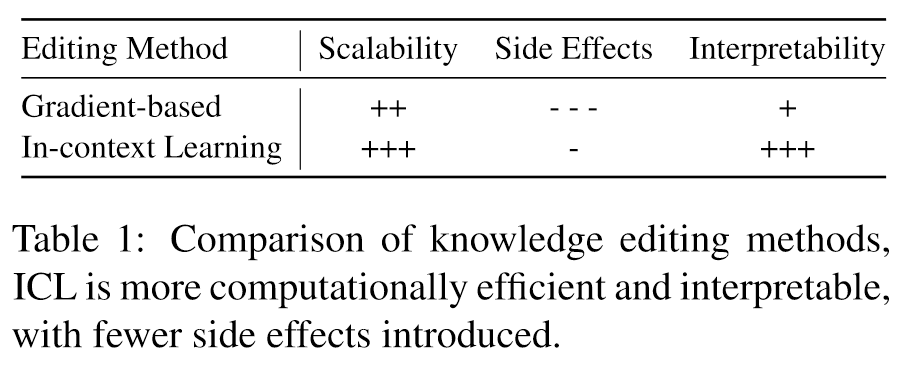 Editing Method Scalability Side Effects Interpretability
Gradient-based ++ - - - +
In-context Learning +++ - +++
Table 1: Comparison of knowledge editing methods,
ICL is more computationally efficient and interpretable,
with fewer side effects introduced.